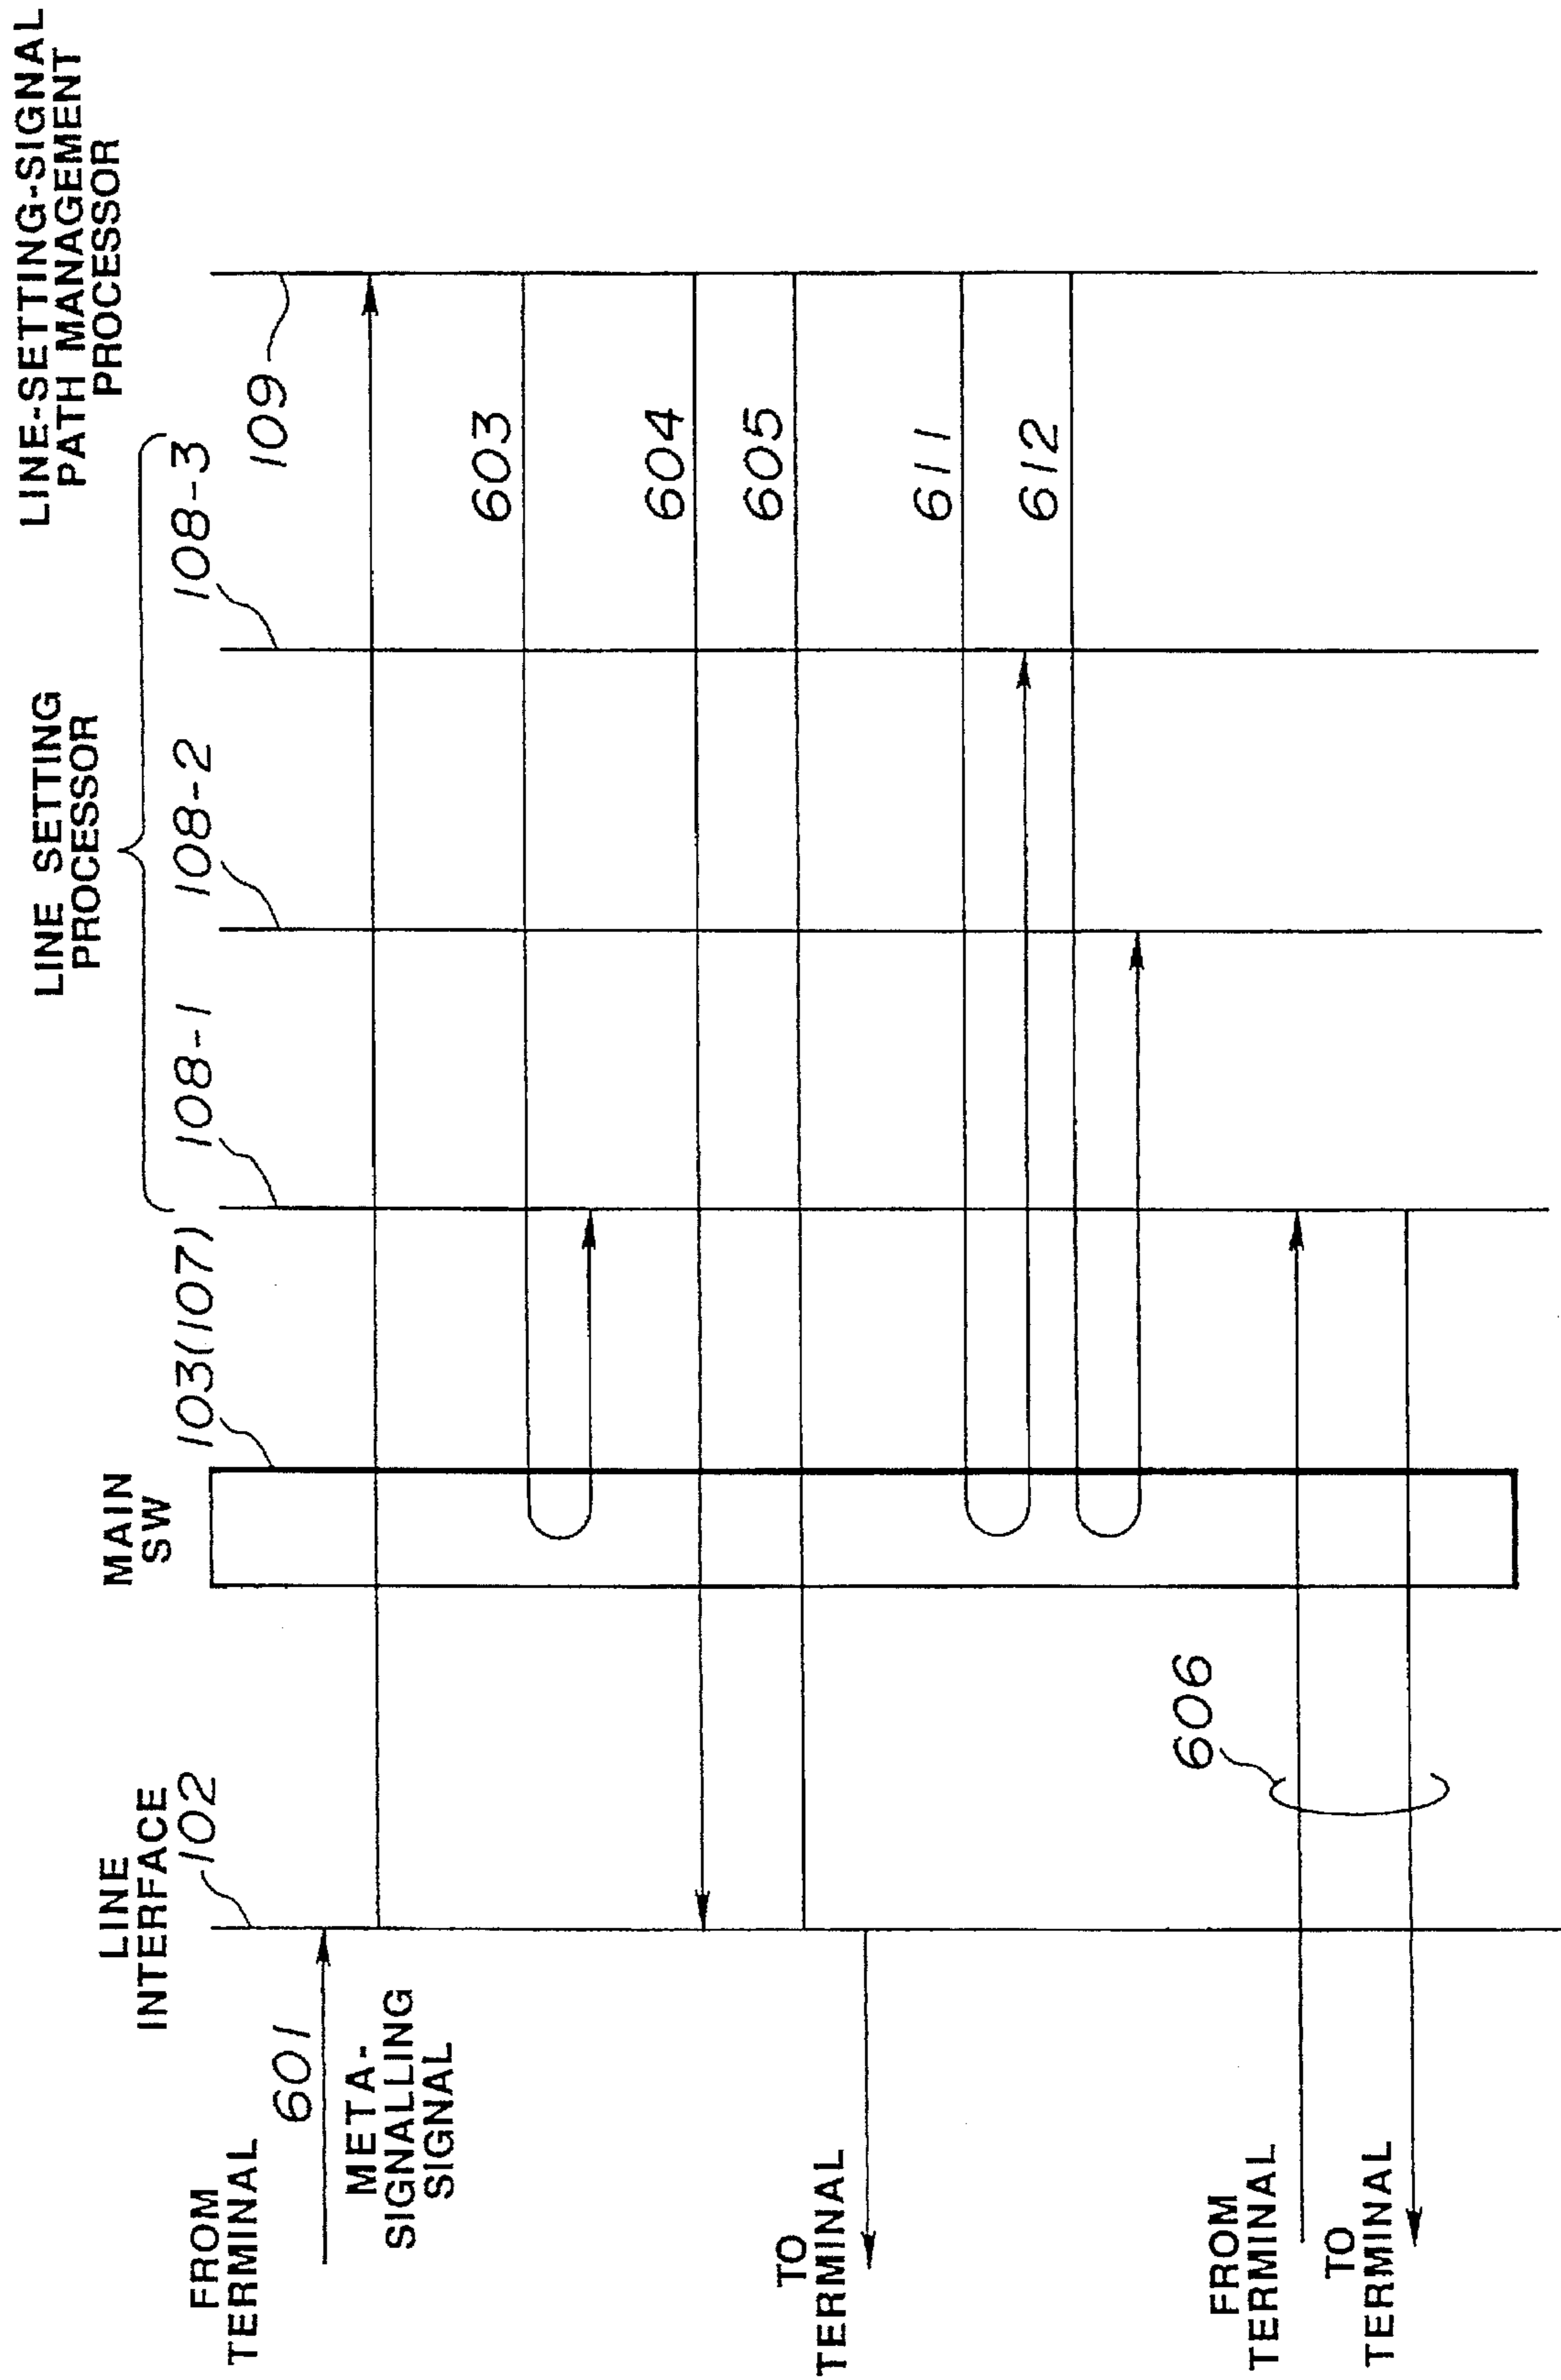 LINE
INTERFACE
102
MAIN
SW
103(107)
LINE SETTING
PROCESSOR
108-1
108-2
108-3
LINE-SETTING-SIGNAL
PATH MANAGEMENT
PROCESSOR
109
FROM
TERMINAL
601
META-
SIGNALLING
SIGNAL
603
604
605
TO
TERMINAL
611
612
606
FROM
TERMINAL
TO
TERMINAL